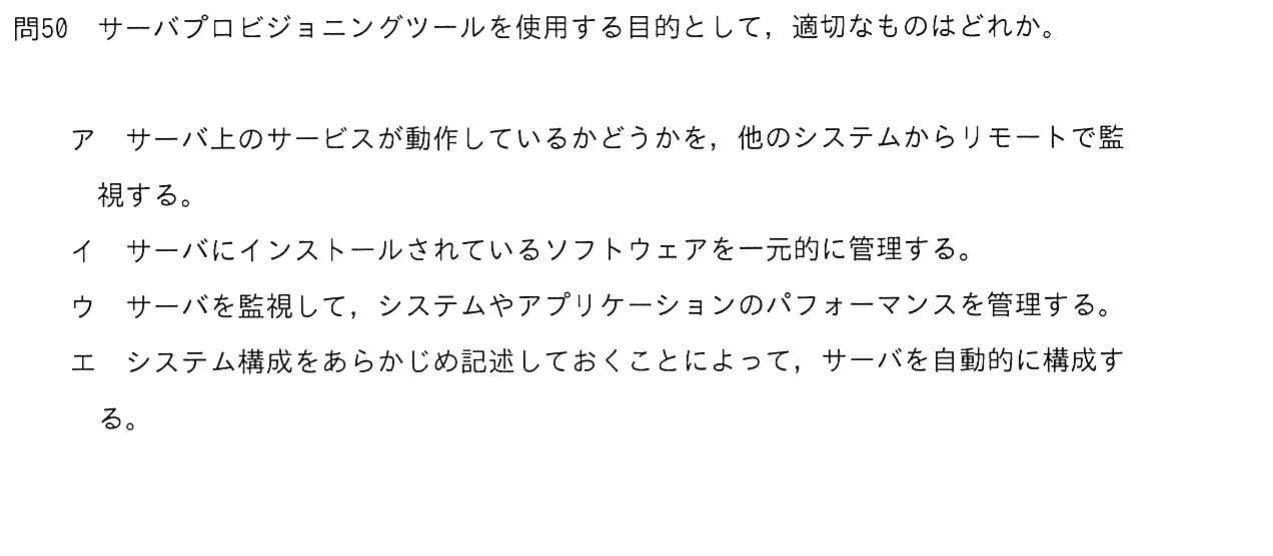 問50　サーバプロビジョニングツールを使用する目的として，適切なものはどれか。
ア　サーバ上のサービスが動作しているかどうかを，他のシステムからリモートで監
視する。
イ　サーバにインストールされているソフトウェアを一元的に管理する。
ウ　サーバを監視して，システムやアプリケーションのパフォーマンスを管理する。
エ　システム構成をあらかじめ記述しておくことによって，サーバを自動的に構成す
る。